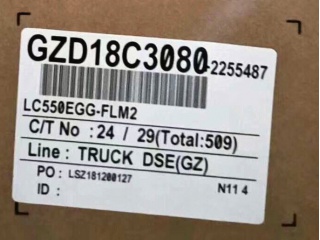 GZD18C3080-2255487
LC550EGG-FLM2
C/T No : 24 / 29(Total:509)
Line : TRUCK DSE(GZ)
PO : LSZ181200127
N11 4
ID :